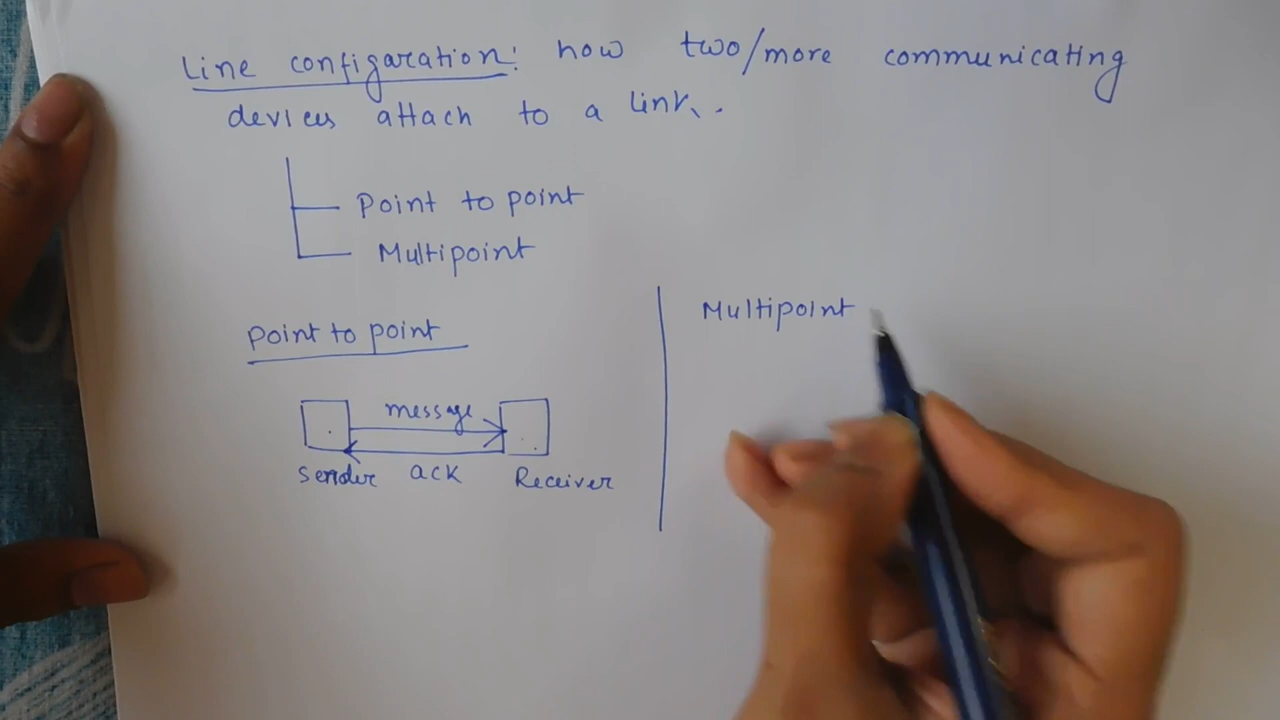 Line configaration: how two/more communicating
devices attach to a link.
Point to point
Multipoint
Point to point
Multipoint
message
Sender ack Receiver